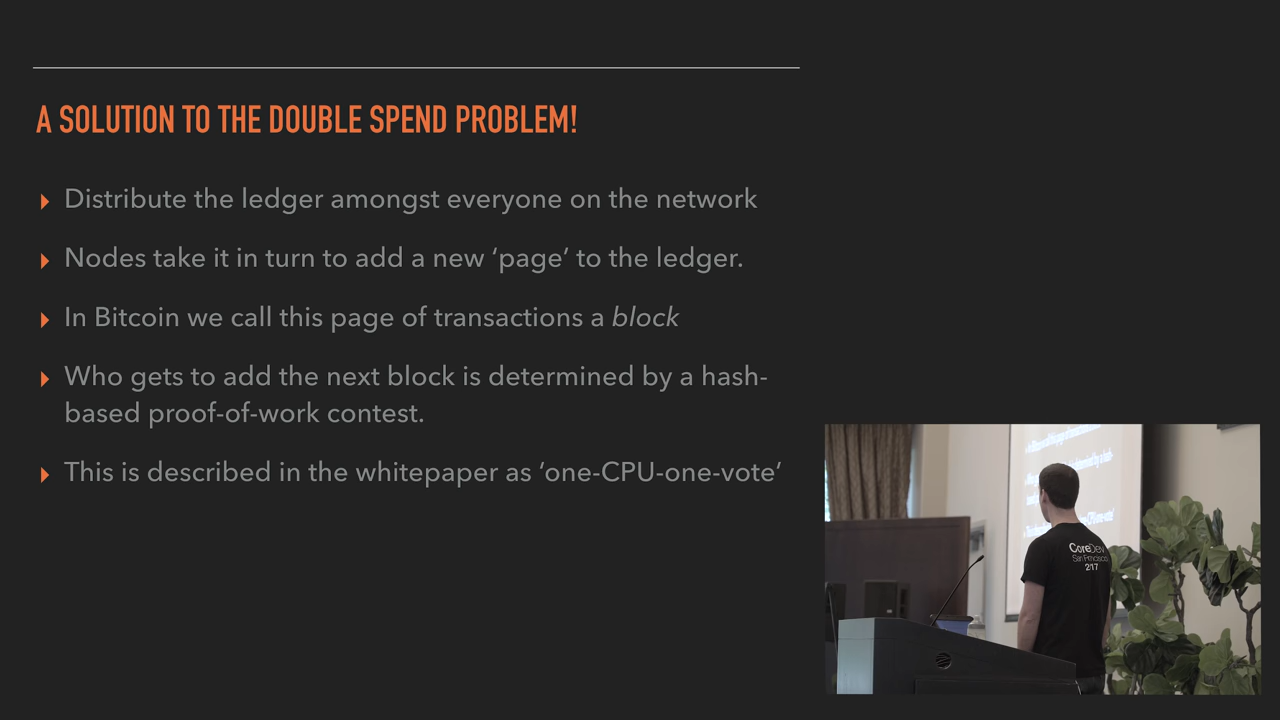 A SOLUTION TO THE DOUBLE SPEND PROBLEM!
Distribute the ledger amongst everyone on the network
Nodes take it in turn to add a new ‘page’ to the ledger.
In Bitcoin we call this page of transactions a block
Who gets to add the next block is determined by a hash-
based proof-of-work contest.
This is described in the whitepaper as ‘one-CPU-one-vote’
CoreDev
San Francisco
2/17